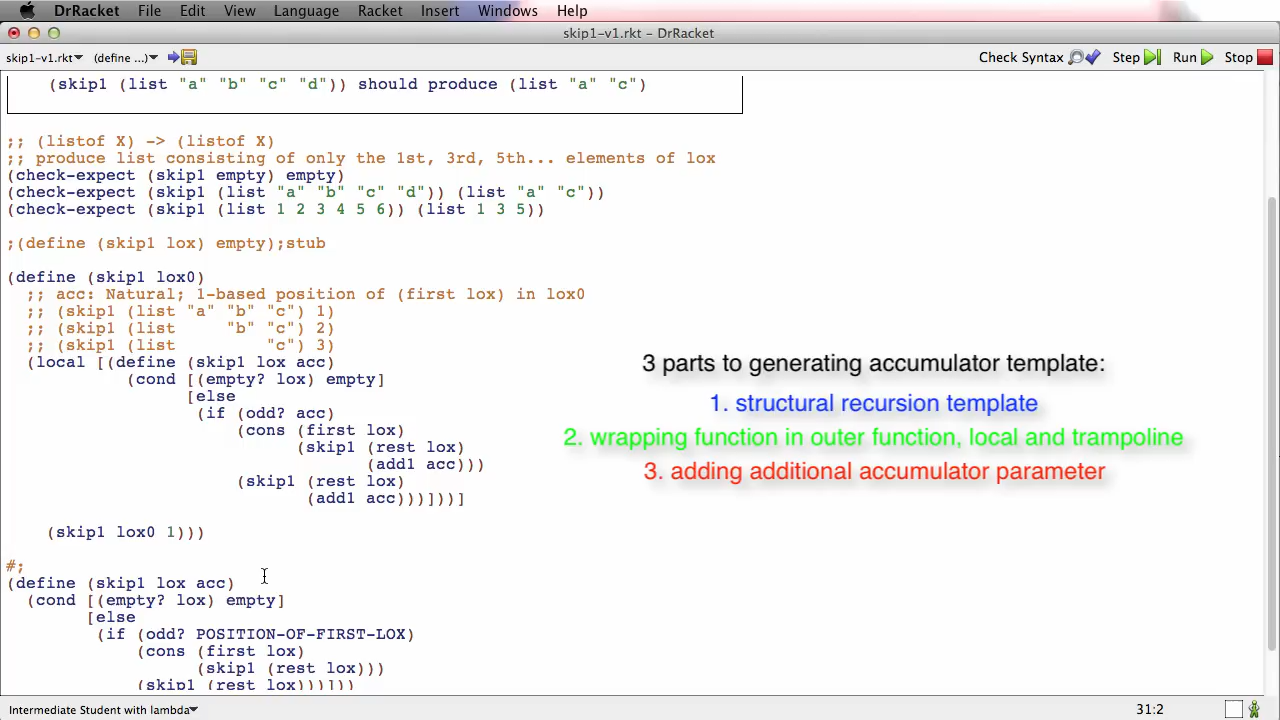 DrRacket File Edit View Language Racket Insert Windows Help
skip1-v1.rkt – DrRacket
skip1-v1.rkt▾ (define ...)▾ Check Syntax Step Run Stop
(skip1 (list "a" "b" "c" "d")) should produce (list "a" "c")
;; (listof X) -> (listof X)
;; produce list consisting of only the 1st, 3rd, 5th... elements of lox
(check-expect (skip1 empty) empty)
(check-expect (skip1 (list "a" "b" "c" "d")) (list "a" "c"))
(check-expect (skip1 (list 1 2 3 4 5 6)) (list 1 3 5))
;(define (skip1 lox) empty);stub
(define (skip1 lox0)
;; acc: Natural; 1-based position of (first lox) in lox0
;; (skip1 (list "a" "b" "c") 1)
;; (skip1 (list "b" "c") 2)
;; (skip1 (list "c") 3)
(local [(define (skip1 lox acc)
(cond [(empty? lox) empty]
[else
(if (odd? acc)
(cons (first lox)
(skip1 (rest lox)
(add1 acc)))
(skip1 (rest lox)
(add1 acc)))]))]
(skip1 lox0 1)))
#;
(define (skip1 lox acc)
(cond [(empty? lox) empty]
[else
(if (odd? POSITION-OF-FIRST-LOX)
(cons (first lox)
(skip1 (rest lox)))
(skip1 (rest lox)))]))
3 parts to generating accumulator template:
1. structural recursion template
2. wrapping function in outer function, local and trampoline
3. adding additional accumulator parameter
Intermediate Student with lambda▾ 31:2